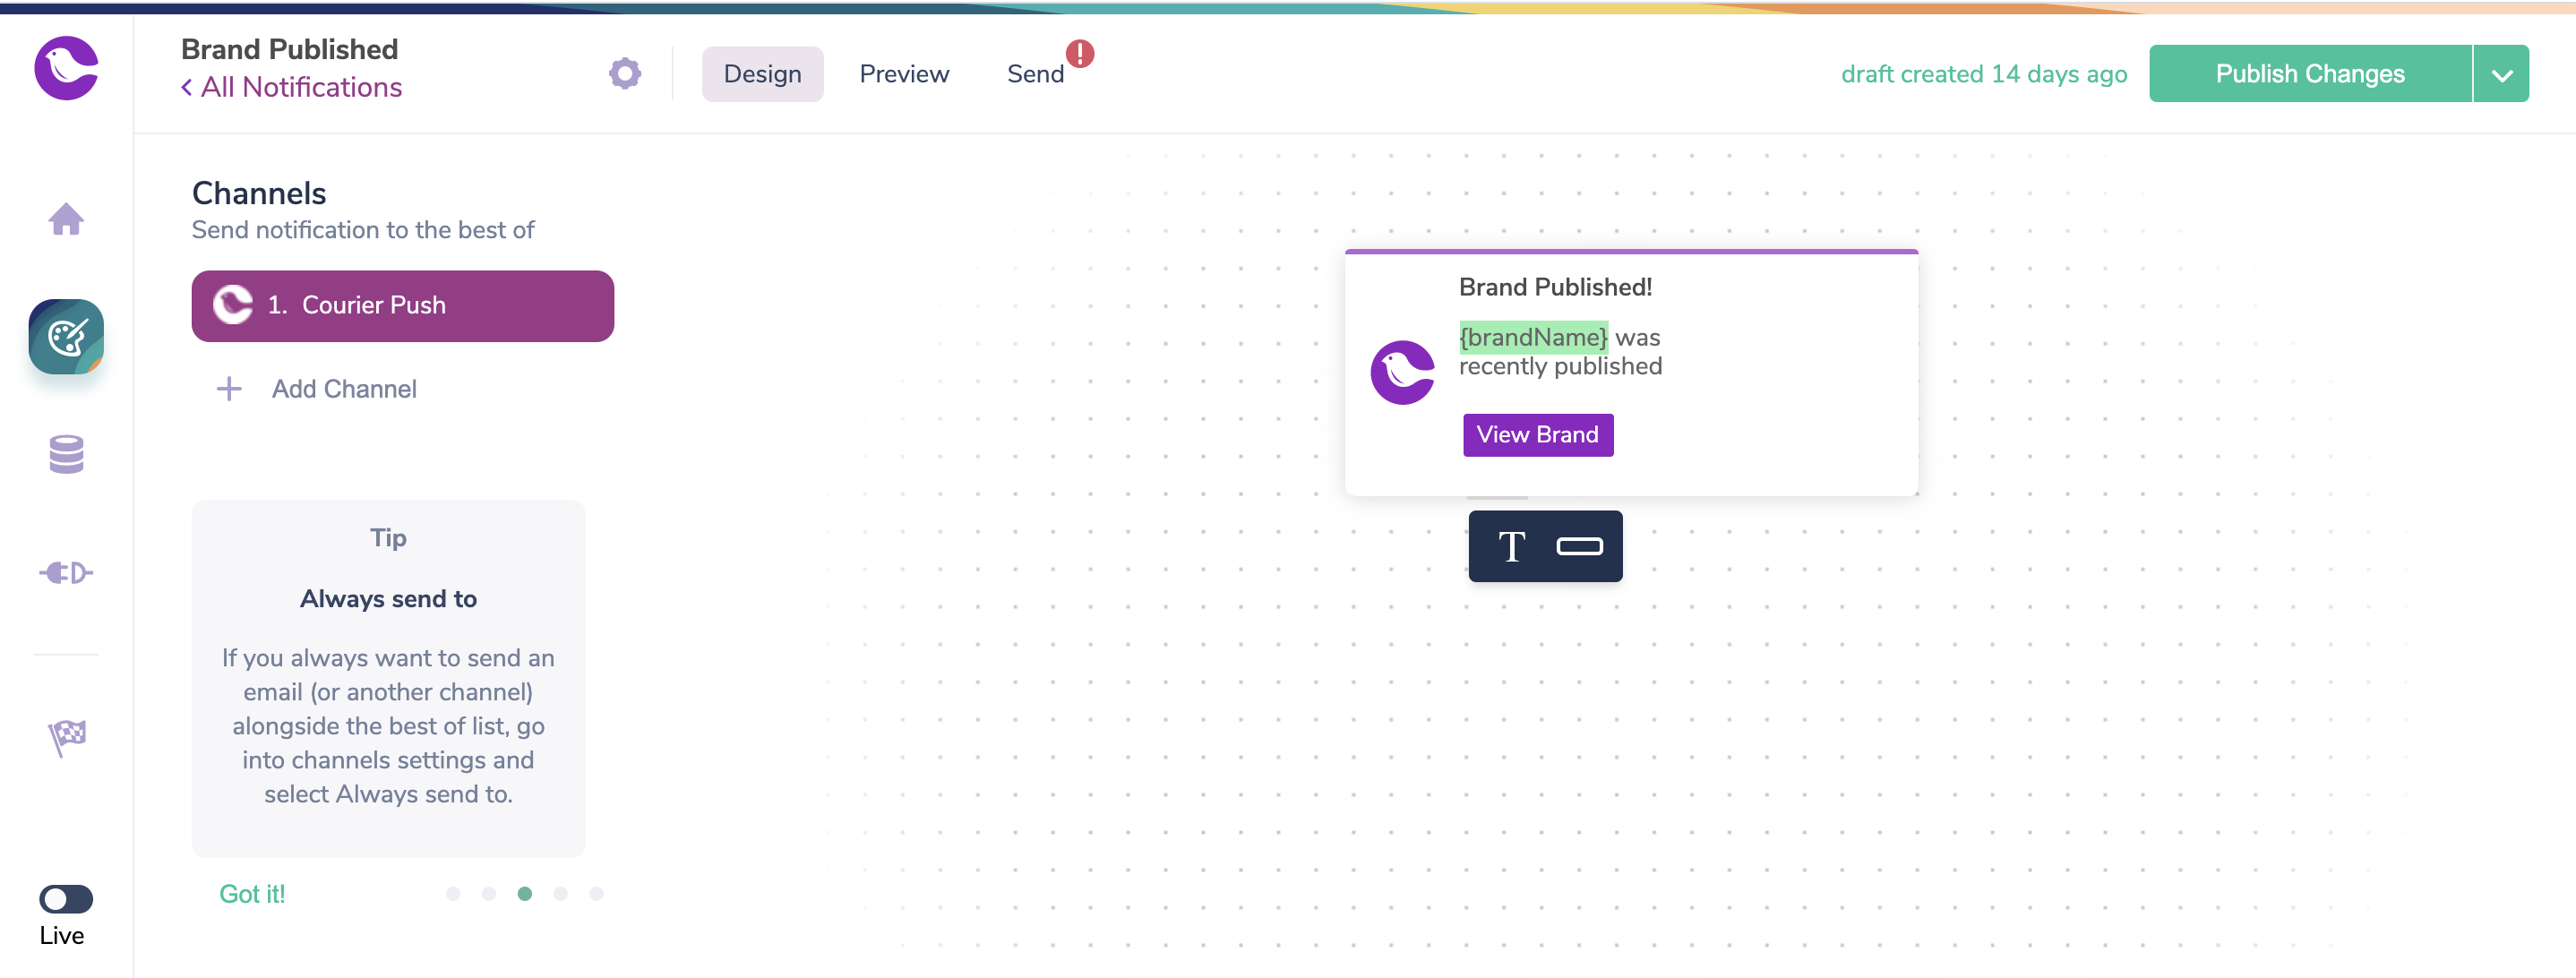 Brand Published
All Notifications
Design
Preview
Send
!
draft created 14 days ago
Publish Changes
Channels
Send notification to the best of
1. Courier Push
Add Channel
Tip
Always send to
If you always want to send an
email (or another channel)
alongside the best of list, go
into channels settings and
select Always send to.
Got it!
Live
Brand Published!
{brandName} was
recently published
View Brand
T